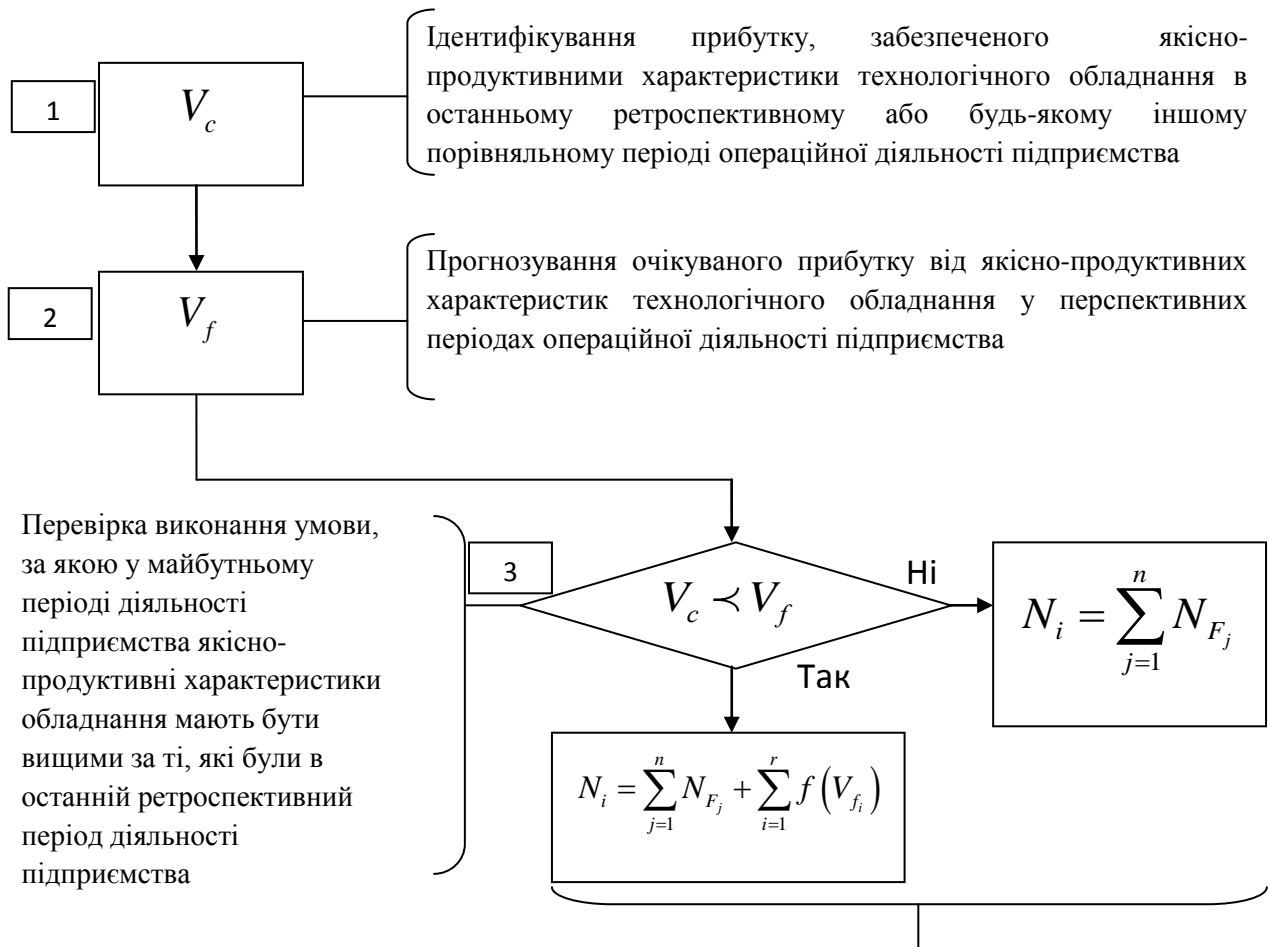 1
V_c
Ідентифікування прибутку, забезпеченого якісно-
продуктивними характеристики технологічного обладнання в
останньому ретроспективному або будь-якому іншому
порівняльному періоді операційної діяльності підприємства
2
V_f
Прогнозування очікуваного прибутку від якісно-продуктивних
характеристик технологічного обладнання у перспективних
періодах операційної діяльності підприємства
Перевірка виконання умови,
за якою у майбутньому
періоді діяльності
підприємства якісно-
продуктивні характеристики
обладнання мають бути
вищими за ті, які були в
останній ретроспективний
період діяльності
підприємства
3
V_c ≺ V_f
Ні
N_i = \sum_{j=1}^{n} N_{F_j}
Так
N_i = \sum_{j=1}^{n} N_{F_j} + \sum_{i=1}^{r} f(V_{f_i})